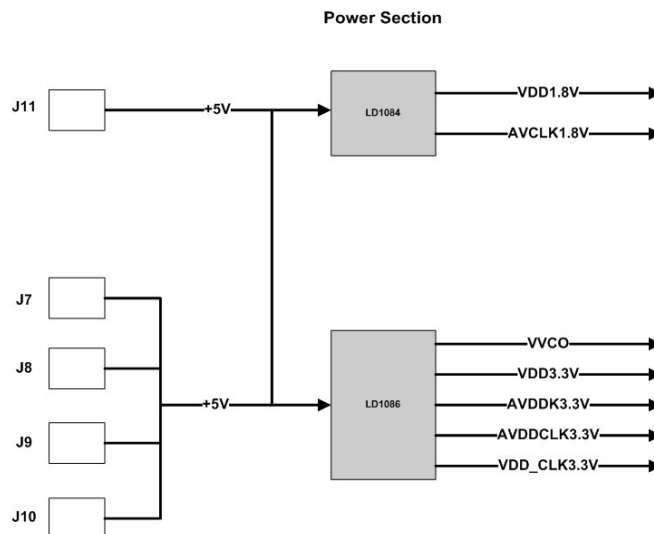 Power Section
J11
+5V
LD1084
VDD1.8V
AVCLK1.8V
J7
J8
J9
J10
+5V
LD1086
VVCO
VDD3.3V
AVDDK3.3V
AVDDCLK3.3V
VDD_CLK3.3V